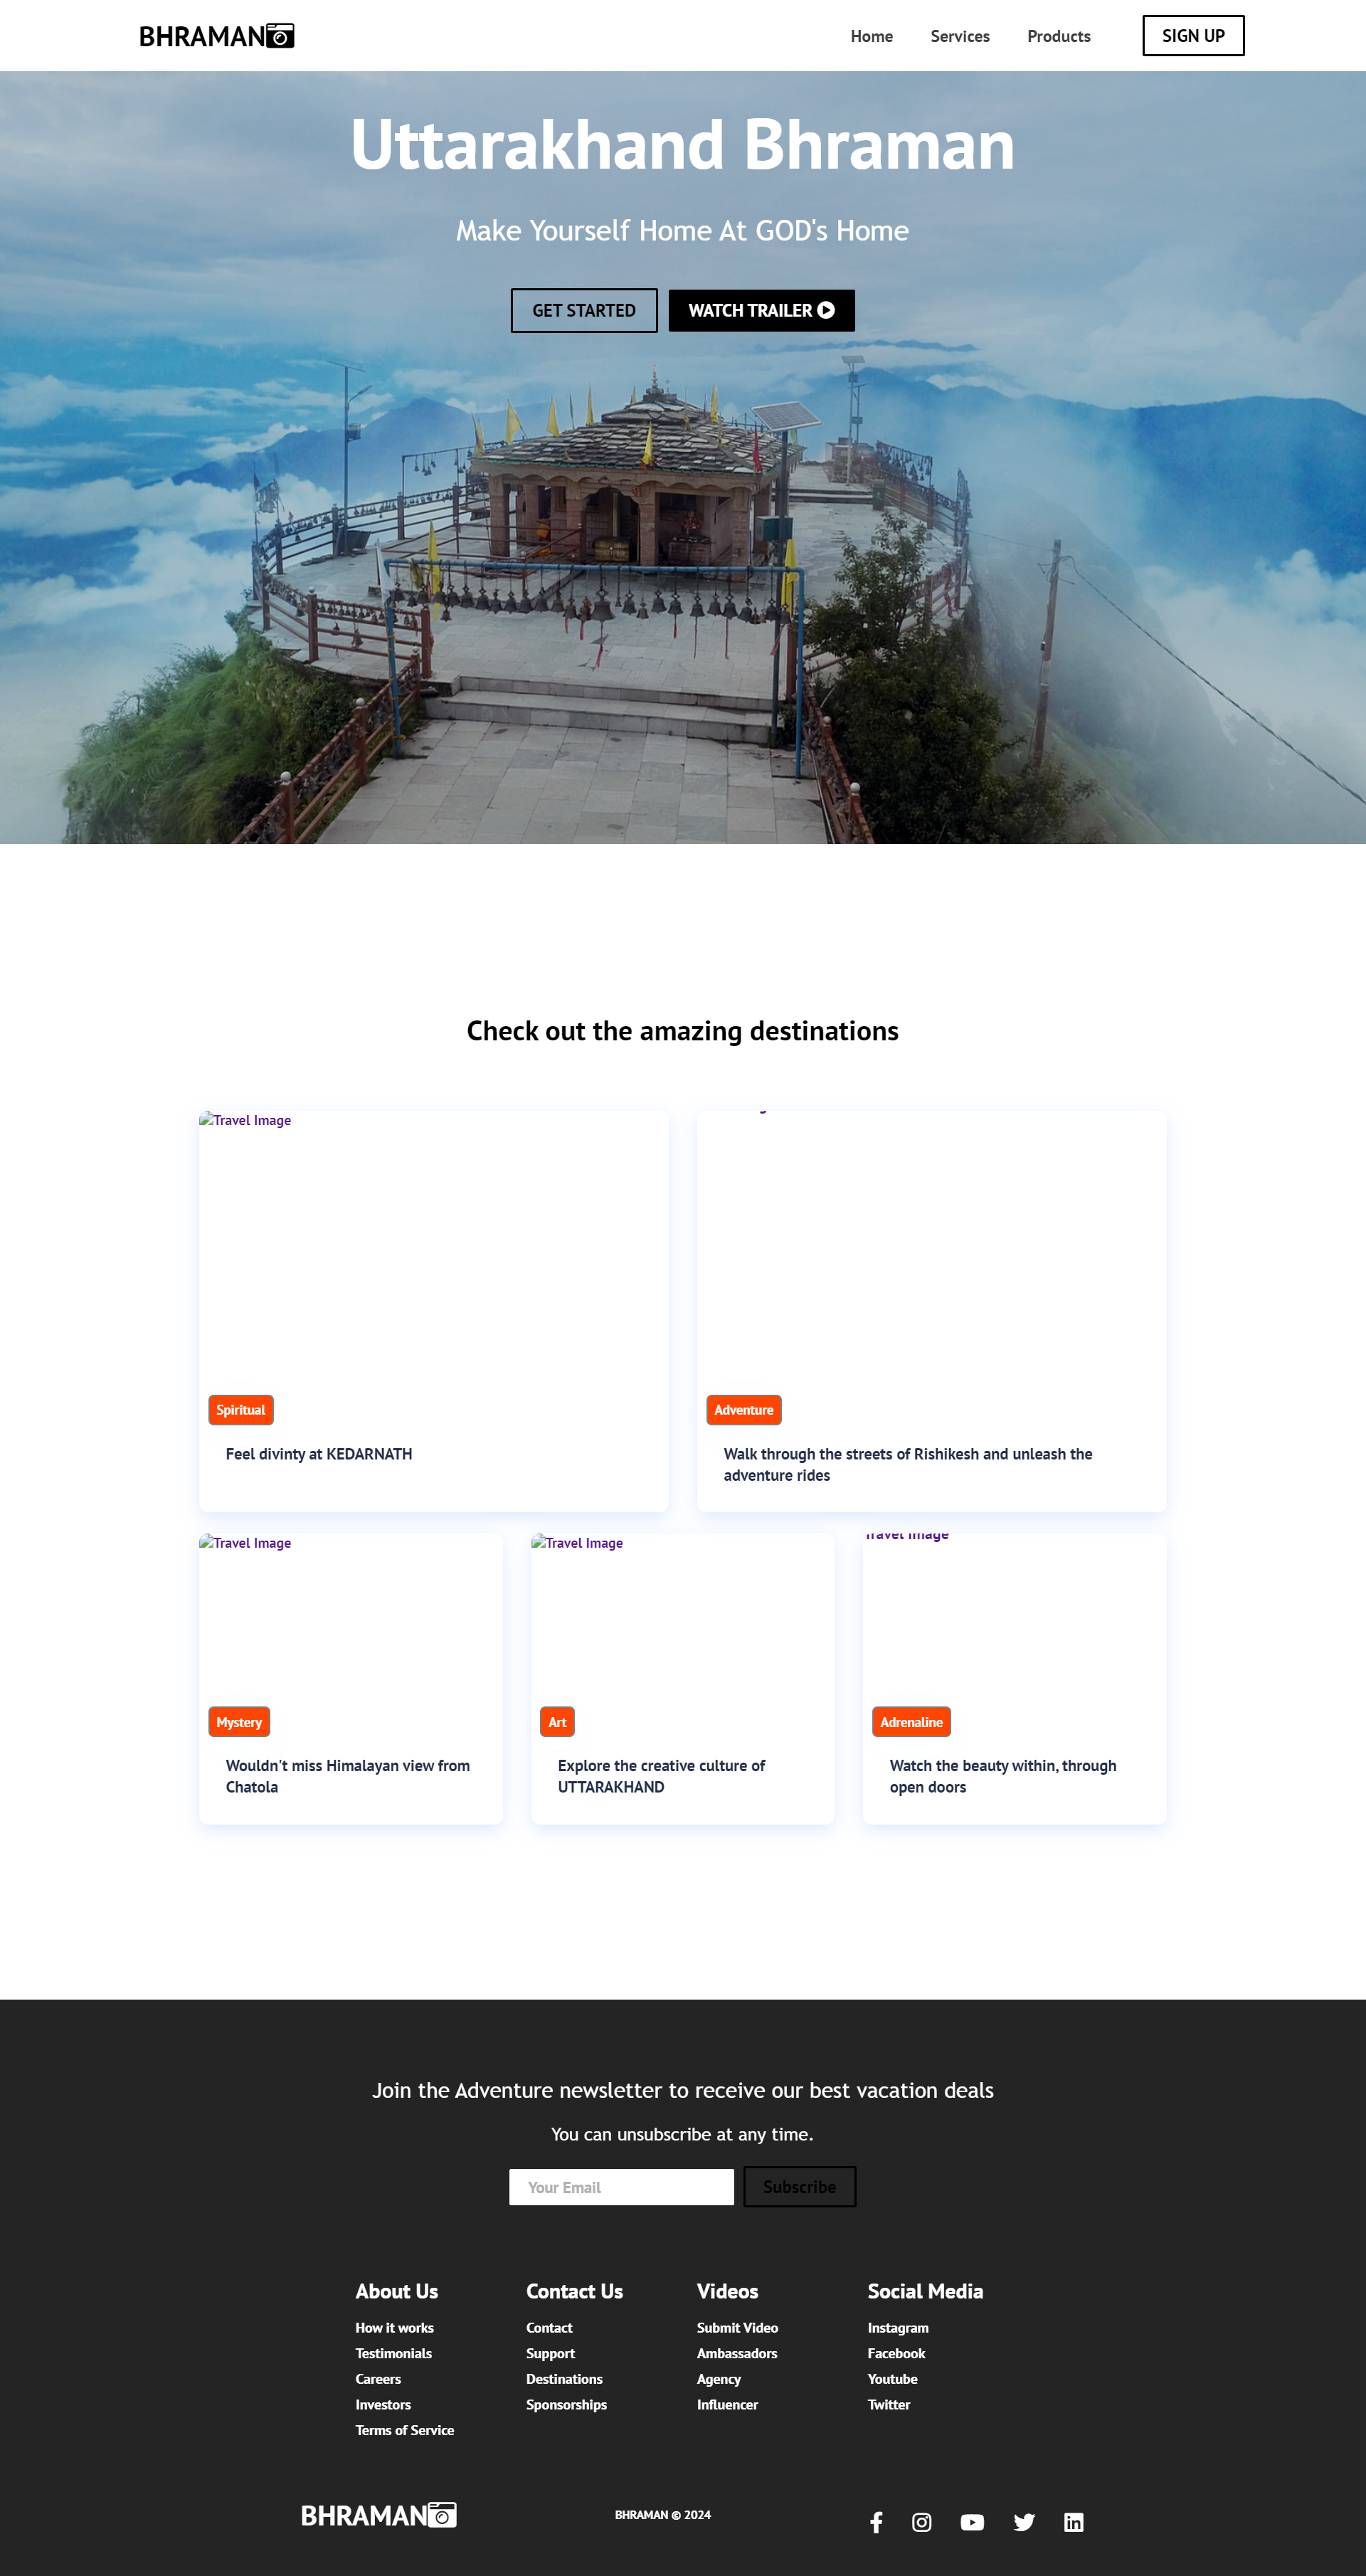 BHRAMAN
Home
Services
Products
SIGN UP
Uttarakhand Bhraman
Make Yourself Home At GOD's Home
GET STARTED
WATCH TRAILER
Check out the amazing destinations
Travel Image
Spiritual
Feel divinty at KEDARNATH
Adventure
Walk through the streets of Rishikesh and unleash the
adventure rides
Travel Image
Mystery
Wouldn't miss Himalayan view from
Chatola
Travel Image
Art
Explore the creative culture of
UTTARAKHAND
Travel Image
Adrenaline
Watch the beauty within, through
open doors
Join the Adventure newsletter to receive our best vacation deals
You can unsubscribe at any time.
Your Email
Subscribe
About Us
How it works
Testimonials
Careers
Investors
Terms of Service
Contact Us
Contact
Support
Destinations
Sponsorships
Videos
Submit Video
Ambassadors
Agency
Influencer
Social Media
Instagram
Facebook
Youtube
Twitter
BHRAMAN
BHRAMAN © 2024